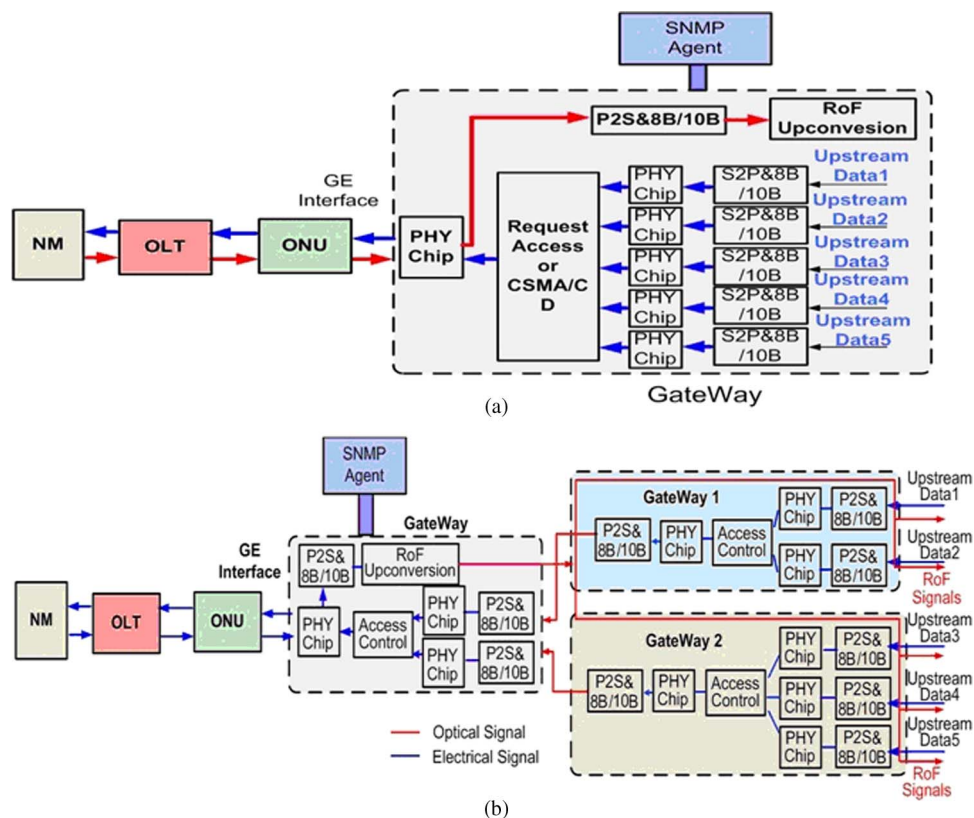 SNMP
Agent
P2S&8B/10B
RoF
Upconvesion
Upstream
Data1
GE
Interface
PHY
Chip
S2P&8B
/10B
Upstream
Data2
NM
OLT
ONU
PHY
Chip
Request
Access
or
CSMA/C
D
PHY
Chip
S2P&8B
/10B
Upstream
Data3
PHY
Chip
S2P&8B
/10B
Upstream
Data4
PHY
Chip
S2P&8B
/10B
Upstream
Data5
PHY
Chip
S2P&8B
/10B
GateWay
(a)
SNMP
Agent
GateWay
GE
Interface
P2S&
8B/10B
RoF
Upconversion
NM
OLT
ONU
PHY
Chip
Access
Control
PHY
Chip
P2S&
8B/10B
PHY
Chip
P2S&
8B/10B
GateWay 1
P2S&
8B/10B
PHY
Chip
Access
Control
PHY
Chip
P2S&
8B/10B
PHY
Chip
P2S&
8B/10B
Upstream
Data1
Upstream
Data2
RoF
Signals
GateWay 2
P2S&
8B/10B
PHY
Chip
Access
Control
PHY
Chip
P2S&
8B/10B
PHY
Chip
P2S&
8B/10B
PHY
Chip
P2S&
8B/10B
Upstream
Data3
Upstream
Data4
Upstream
Data5
RoF
Signals
Optical Signal
Electrical Signal
(b)